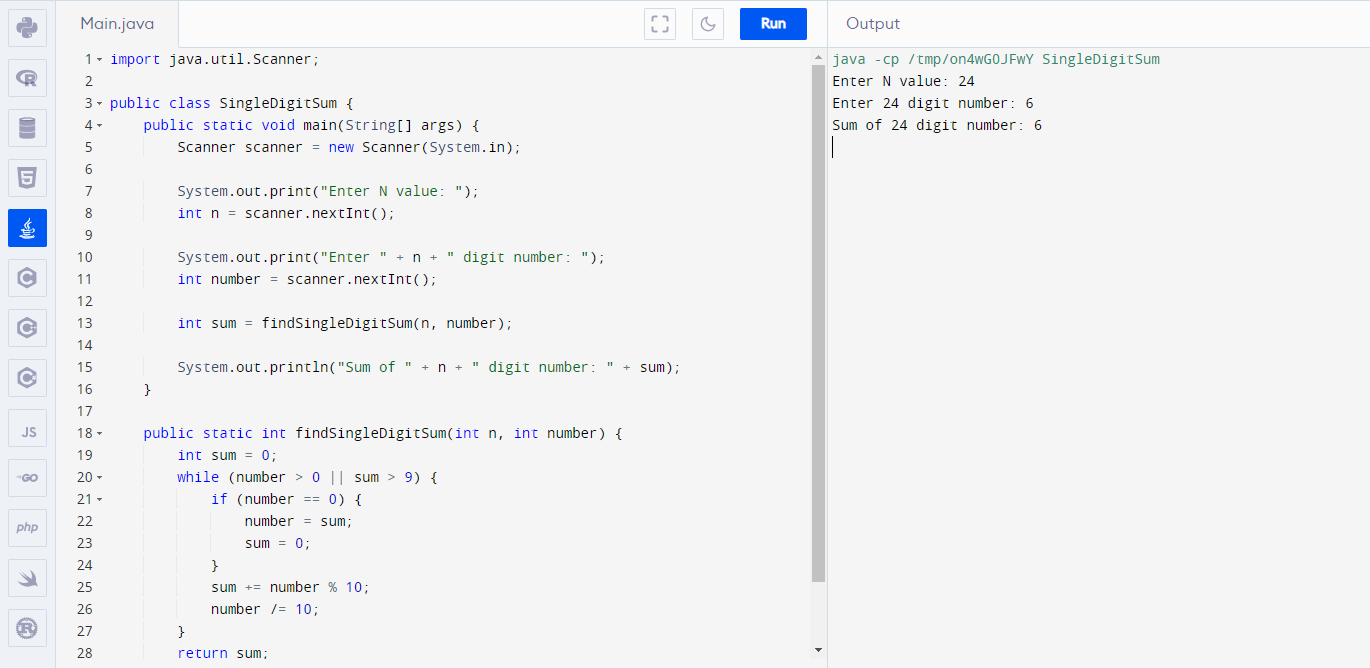 Main.java
Run
Output
1 import java.util.Scanner;
2
3 public class SingleDigitSum {
4     public static void main(String[] args) {
5         Scanner scanner = new Scanner(System.in);
6
7         System.out.print("Enter N value: ");
8         int n = scanner.nextInt();
9
10         System.out.print("Enter " + n + " digit number: ");
11         int number = scanner.nextInt();
12
13         int sum = findSingleDigitSum(n, number);
14
15         System.out.println("Sum of " + n + " digit number: " + sum);
16     }
17
18     public static int findSingleDigitSum(int n, int number) {
19         int sum = 0;
20         while (number > 0 || sum > 9) {
21             if (number == 0) {
22                 number = sum;
23                 sum = 0;
24             }
25             sum += number % 10;
26             number /= 10;
27         }
28         return sum;
java -cp /tmp/on4wG0JFwY SingleDigitSum
Enter N value: 24
Enter 24 digit number: 6
Sum of 24 digit number: 6
R
5
C
C
C
JS
GO
php
R